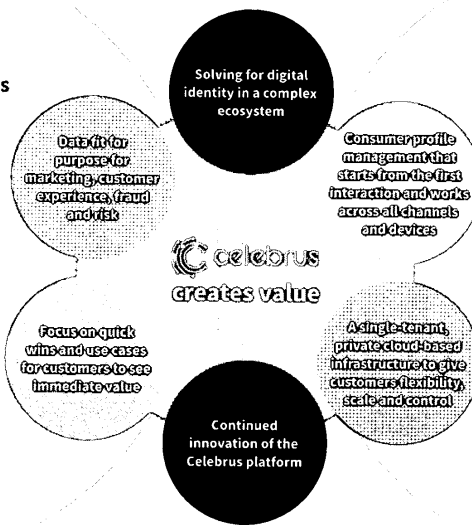 s
Solving for digital
identity in a complex
ecosystem
Data fit for
purpose for
marketing, customer
experience, fraud
and risk
Consumer profile
management that
starts from the first
interaction and works
across all channels
and devices
celebrus
creates value
Focus on quick
wins and use cases
for customers to see
immediate value
A single-tenant,
private cloud-based
infrastructure to give
customers flexibility,
scale and control
Continued
innovation of the
Celebrus platform